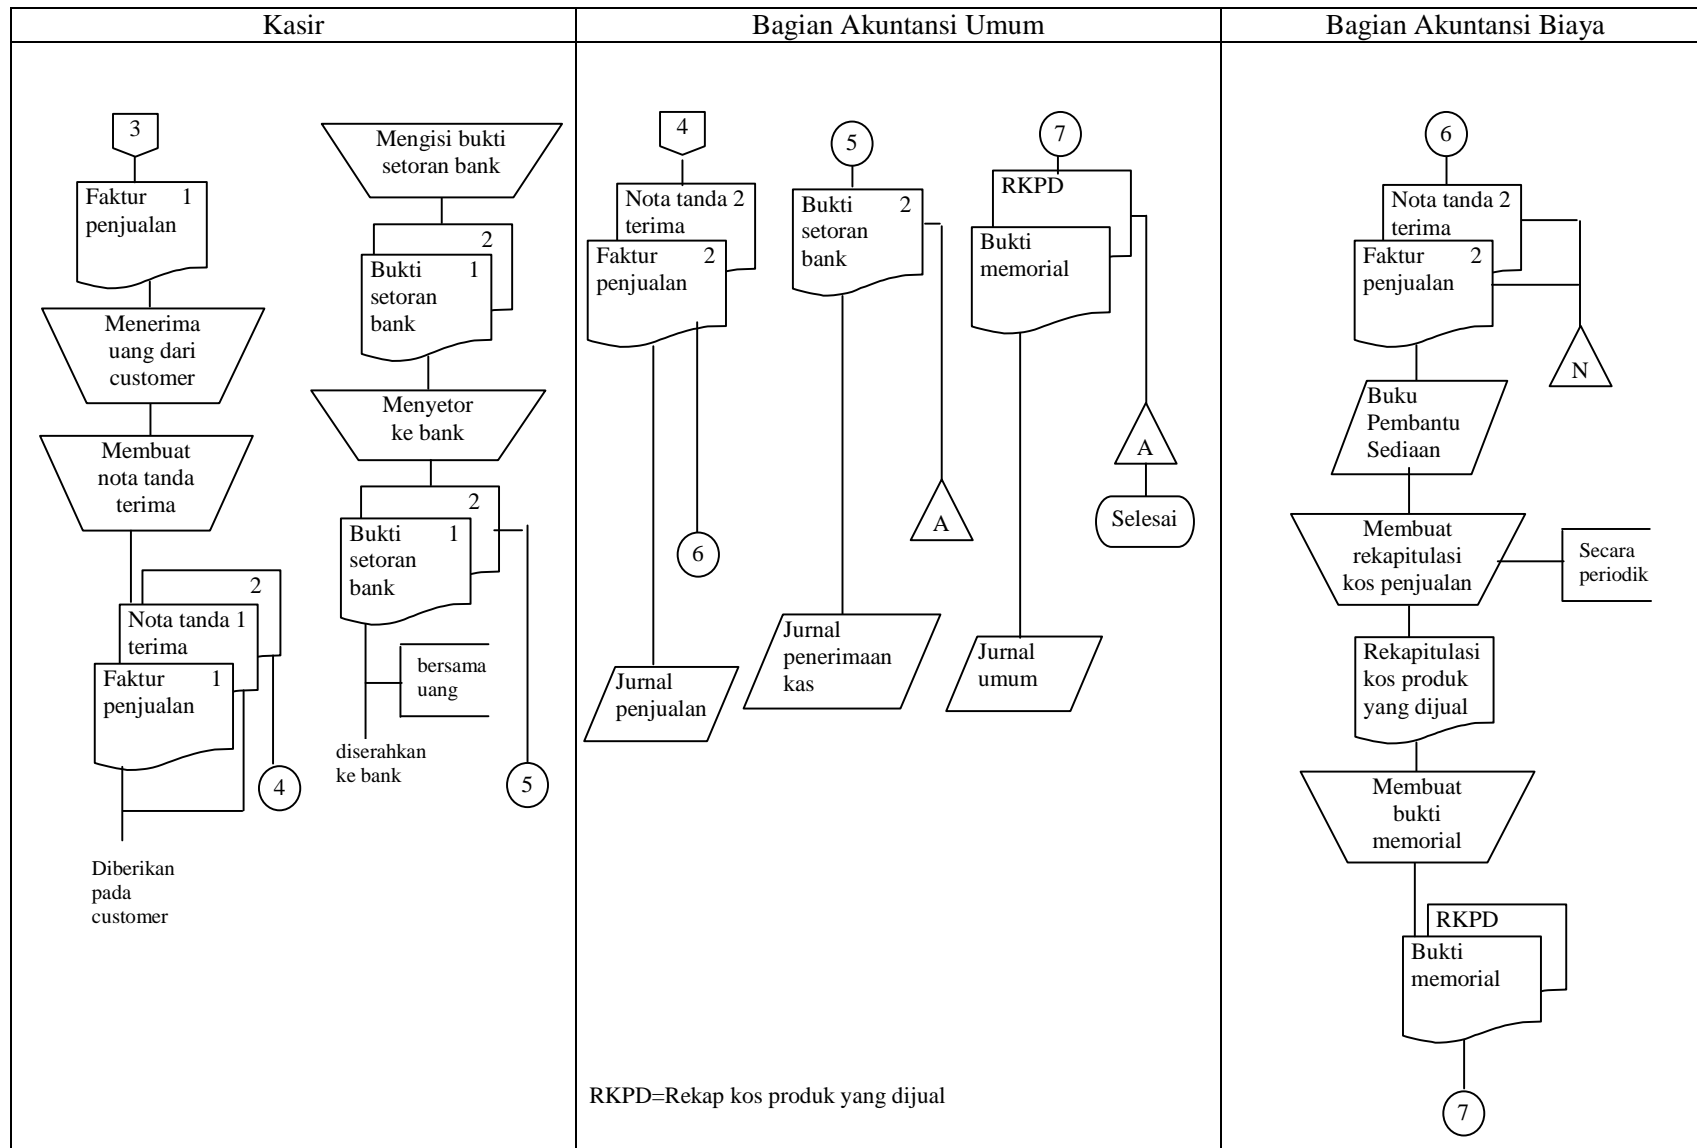 Kasir
3
Faktur 1
penjualan
Menerima
uang dari
customer
Membuat
nota tanda
terima
2
Nota tanda 1
terima
Faktur 1
penjualan
4
Diberikan
pada
customer
Mengisi bukti
setoran bank
2
Bukti 1
setoran
bank
Menyetor
ke bank
2
Bukti 1
setoran
bank
bersama
uang
diserahkan
ke bank
5
Bagian Akuntansi Umum
4
Nota tanda 2
terima
Faktur 2
penjualan
6
Jurnal
penjualan
5
Bukti 2
setoran
bank
A
Jurnal
penerimaan
kas
7
RKPD
Bukti
memorial
A
Selesai
Jurnal
umum
RKPD=Rekap kos produk yang dijual
Bagian Akuntansi Biaya
6
Nota tanda 2
terima
Faktur 2
penjualan
N
Buku
Pembantu
Sediaan
Membuat
rekapitulasi
kos penjualan
Secara
periodik
Rekapitulasi
kos produk
yang dijual
Membuat
bukti
memorial
RKPD
Bukti
memorial
7